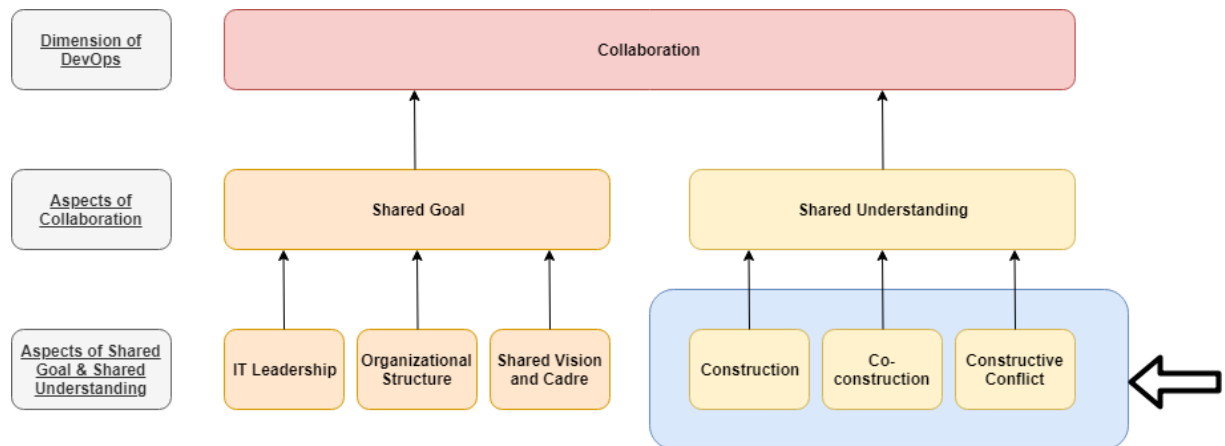 Dimension of
DevOps
Collaboration
Aspects of
Collaboration
Shared Goal
Shared Understanding
Aspects of Shared
Goal & Shared
Understanding
IT Leadership
Organizational
Structure
Shared Vision
and Cadre
Construction
Co-
construction
Constructive
Conflict